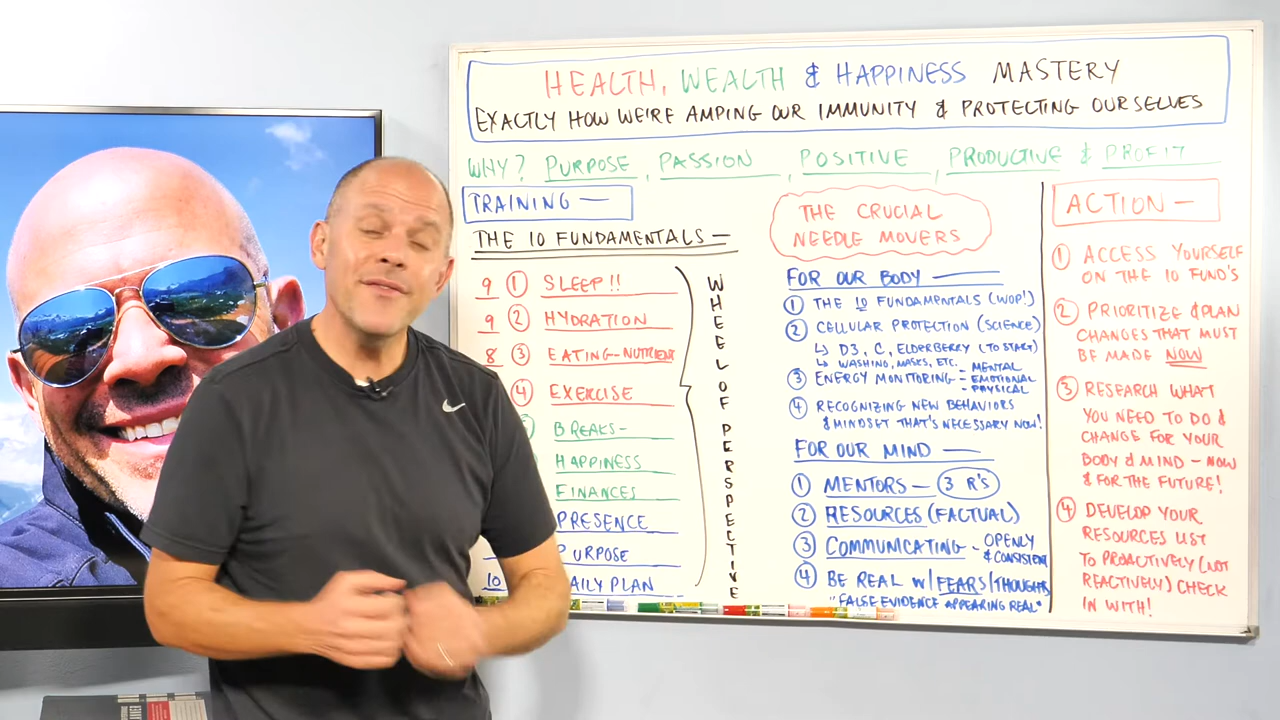 HEALTH, WEALTH & HAPPINESS MASTERY
EXACTLY HOW WE'RE AMPING OUR IMMUNITY & PROTECTING OURSELVES
WHY? PURPOSE, PASSION, POSITIVE, PRODUCTIVE & PROFIT
TRAINING —
THE 10 FUNDAMENTALS —
9 1 SLEEP!!
9 2 HYDRATION
8 3 EATING-NUTRIENT
4 EXERCISE
BREAKS-
HAPPINESS
FINANCES
PRESENCE
PURPOSE
10 DAILY PLAN
WHEEL OF PERSPECTIVE
THE CRUCIAL
NEEDLE MOVERS
FOR OUR BODY —
1 THE 10 FUNDAMENTALS (WOP!)
2 CELLULAR PROTECTION (SCIENCE)
↳ D3, C, ELDERBERRY (TO START)
↳ WASHING, MASKS, ETC.
3 ENERGY MONITORING - MENTAL
- EMOTIONAL
- PHYSICAL
4 RECOGNIZING NEW BEHAVIORS
& MINDSET THAT'S NECESSARY NOW!
FOR OUR MIND —
1 MENTORS — 3 R'S
2 RESOURCES (FACTUAL)
3 COMMUNICATING - OPENLY
& CONSISTENT
4 BE REAL W/ FEARS/THOUGHTS
"FALSE EVIDENCE APPEARING REAL"
ACTION —
1 ACCESS YOURSELF
ON THE 10 FUND'S
2 PRIORITIZE & PLAN
CHANGES THAT MUST
BE MADE NOW
3 RESEARCH WHAT
YOU NEED TO DO &
CHANGE FOR YOUR
BODY & MIND — NOW
& FOR THE FUTURE!
4 DEVELOP YOUR
RESOURCES LIST
TO PROACTIVELY (NOT
REACTIVELY) CHECK
IN WITH!